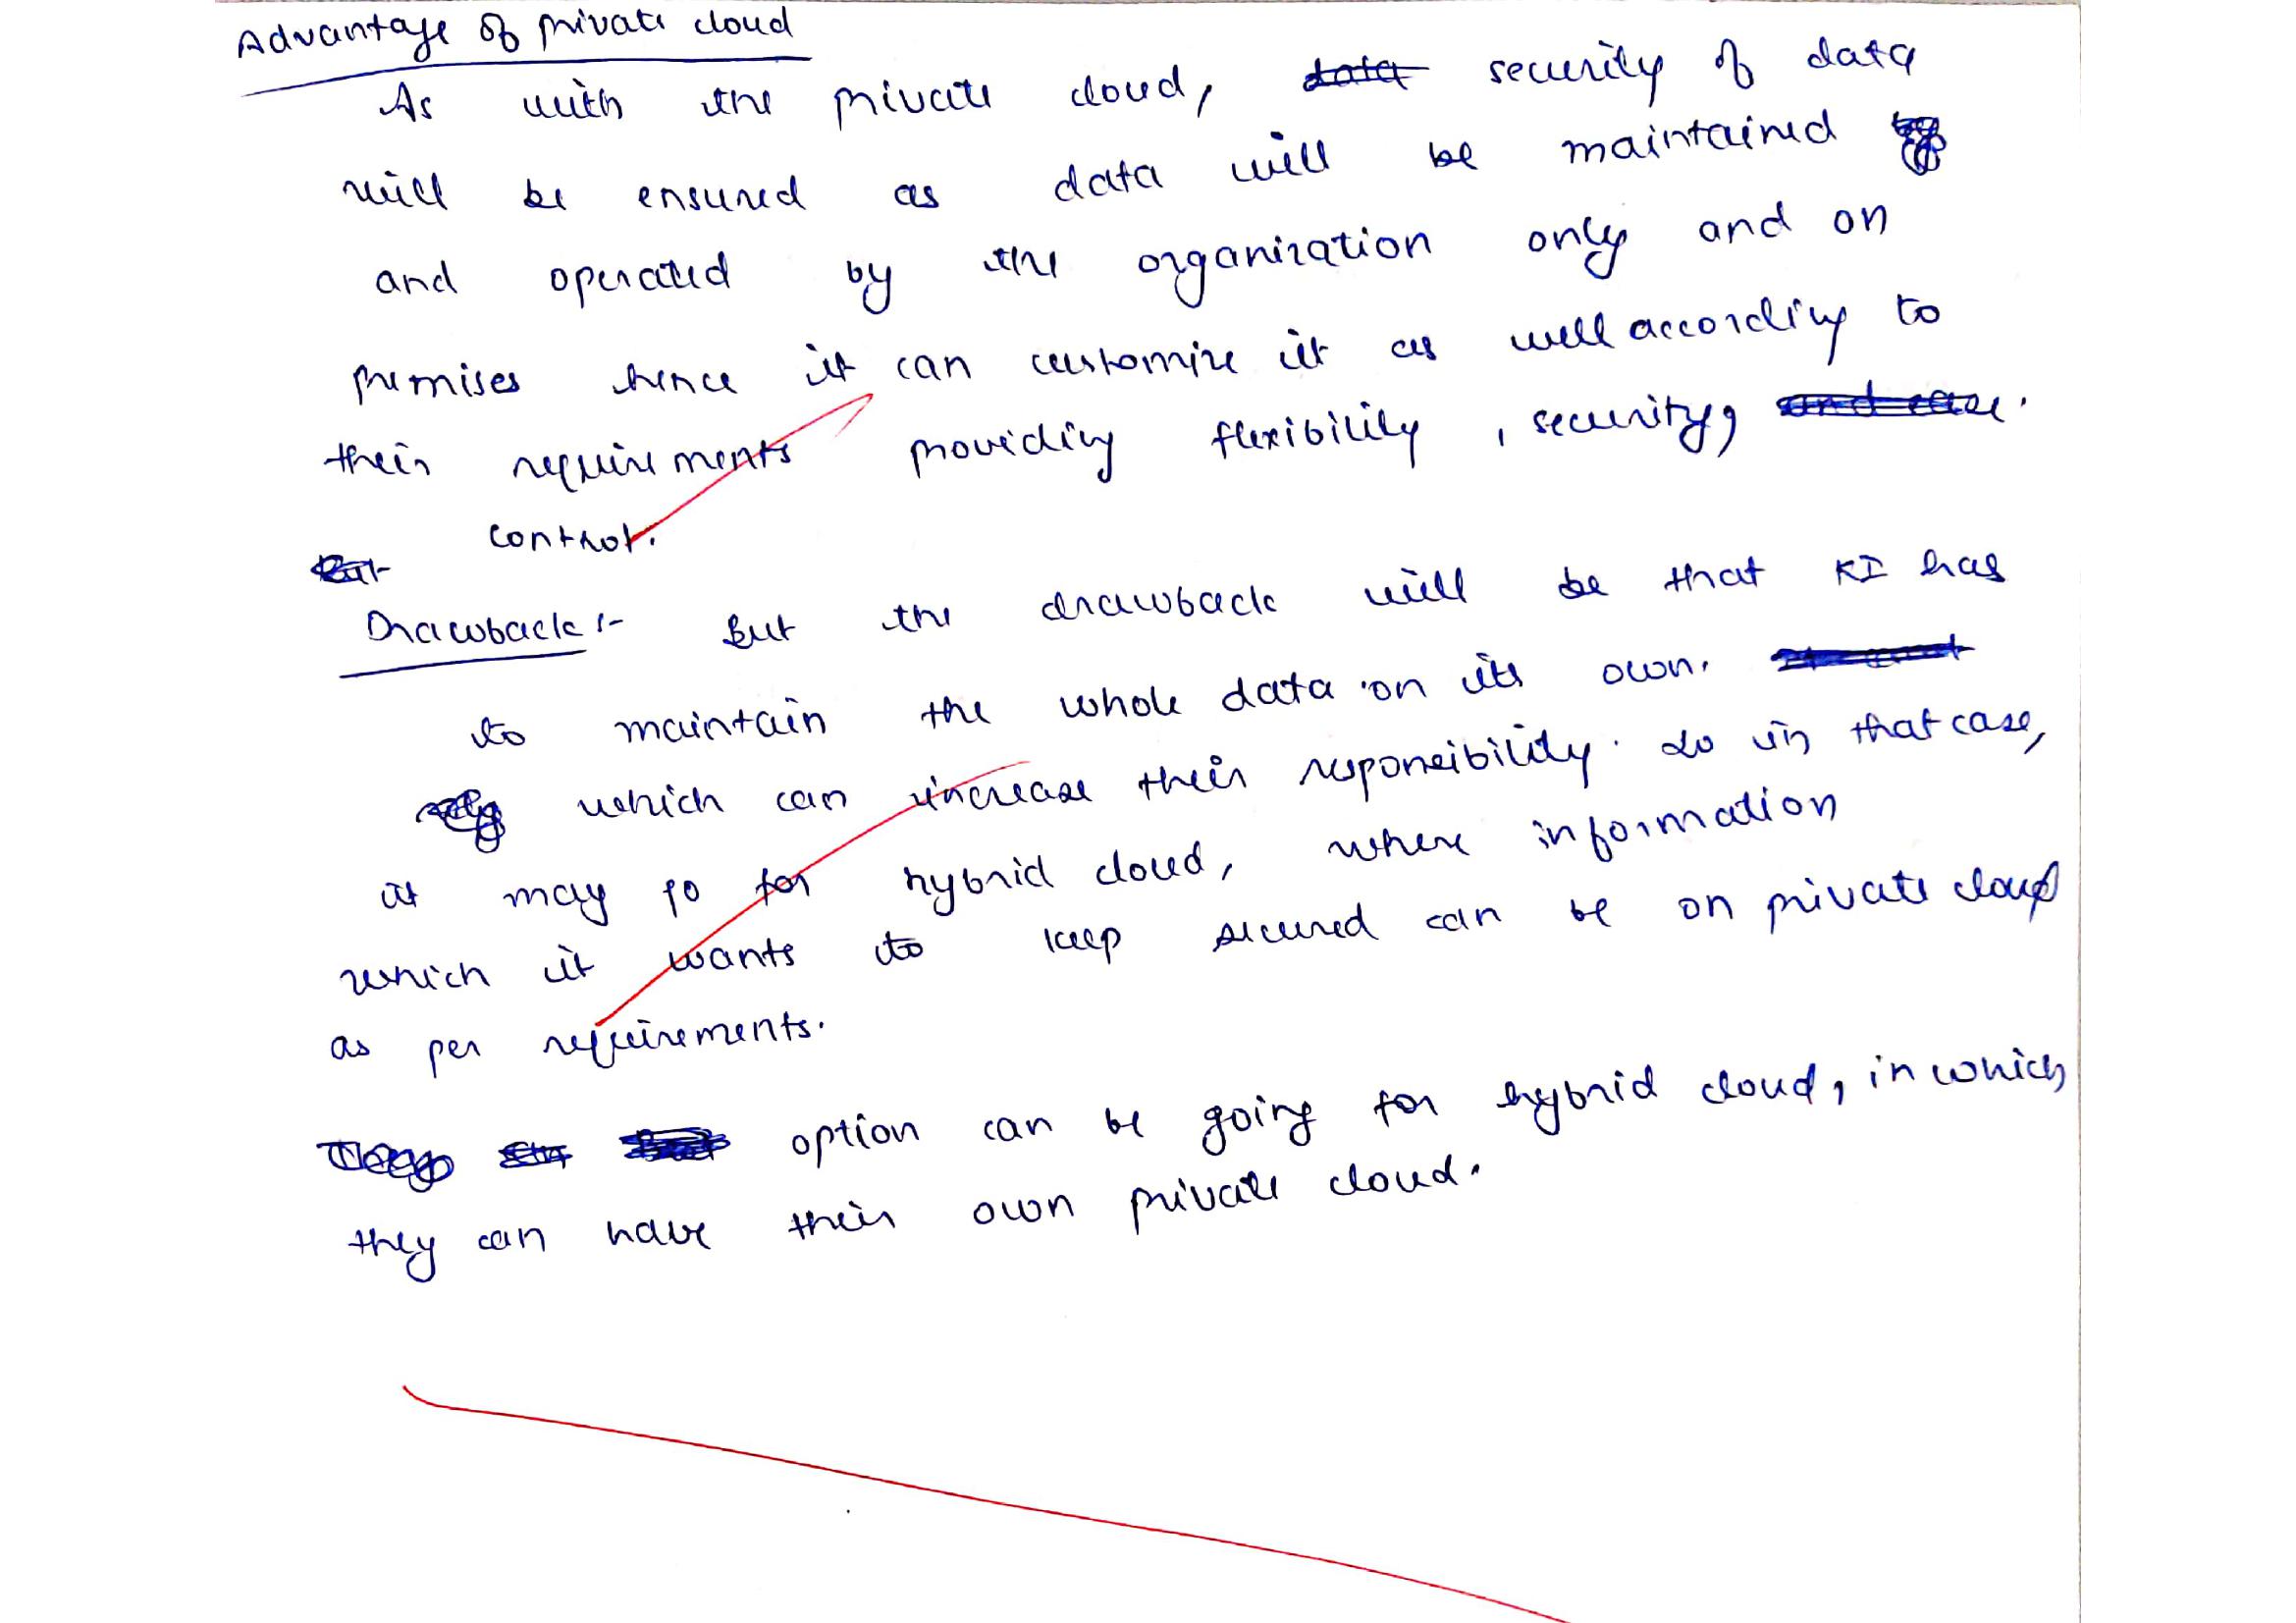 Advantage of private cloud
As with the private cloud, data security of data
will be ensured as data will be maintained
and operated by the organization only and on
premises hence it can customize it as well according to
their requirements providing flexibility, security, and ease.
control.
But
Drawback :- But the drawback will be that KI has
to maintain the whole data on its own.
which can increase their responsibility. So in that case,
it may go for hybrid cloud, where information
which it wants to keep secured can be on private cloud
as per requirements.
option can be going for hybrid cloud, in which
they can have their own private cloud.